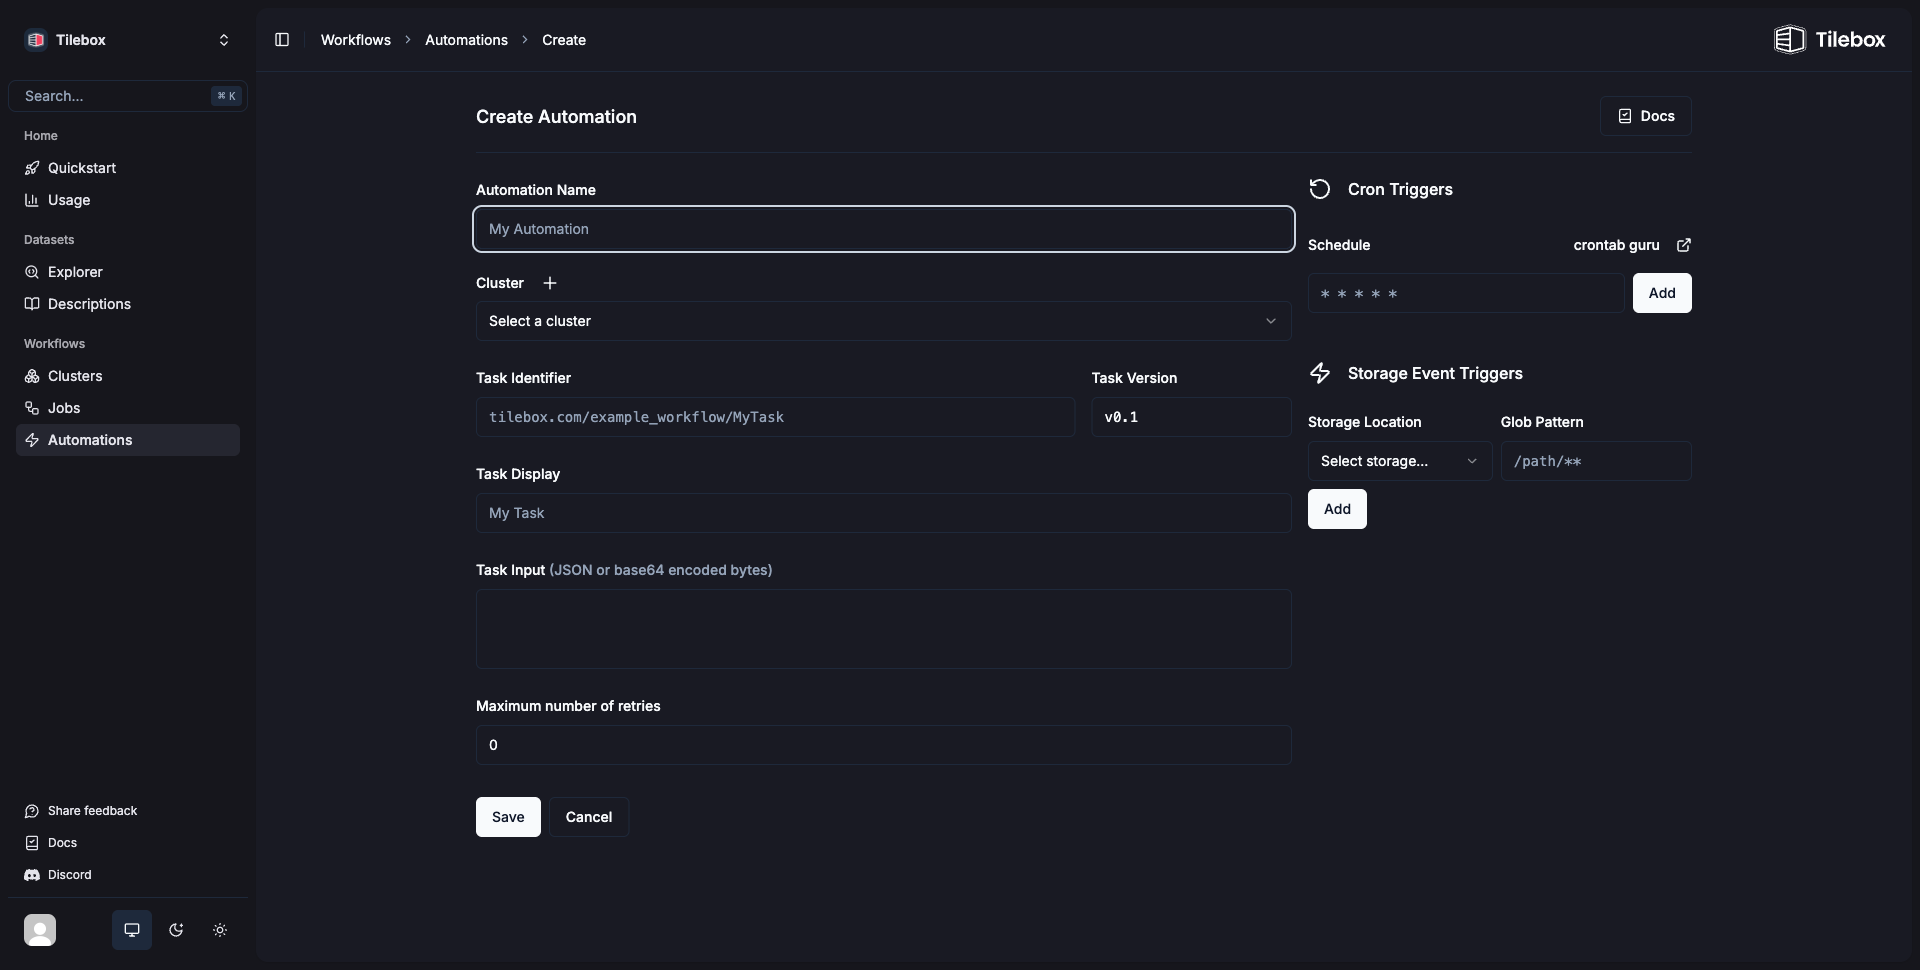 Tilebox
Search...
⌘ K
Home
Quickstart
Usage
Datasets
Explorer
Descriptions
Workflows
Clusters
Jobs
Automations
Share feedback
Docs
Discord
Workflows > Automations > Create
Tilebox
Create Automation
Docs
Automation Name
My Automation
Cluster
Select a cluster
Task Identifier
Task Version
tilebox.com/example_workflow/MyTask
v0.1
Task Display
My Task
Task Input (JSON or base64 encoded bytes)
Maximum number of retries
0
Save
Cancel
Cron Triggers
Schedule
crontab guru
* * * * *
Add
Storage Event Triggers
Storage Location
Glob Pattern
Select storage...
/path/**
Add